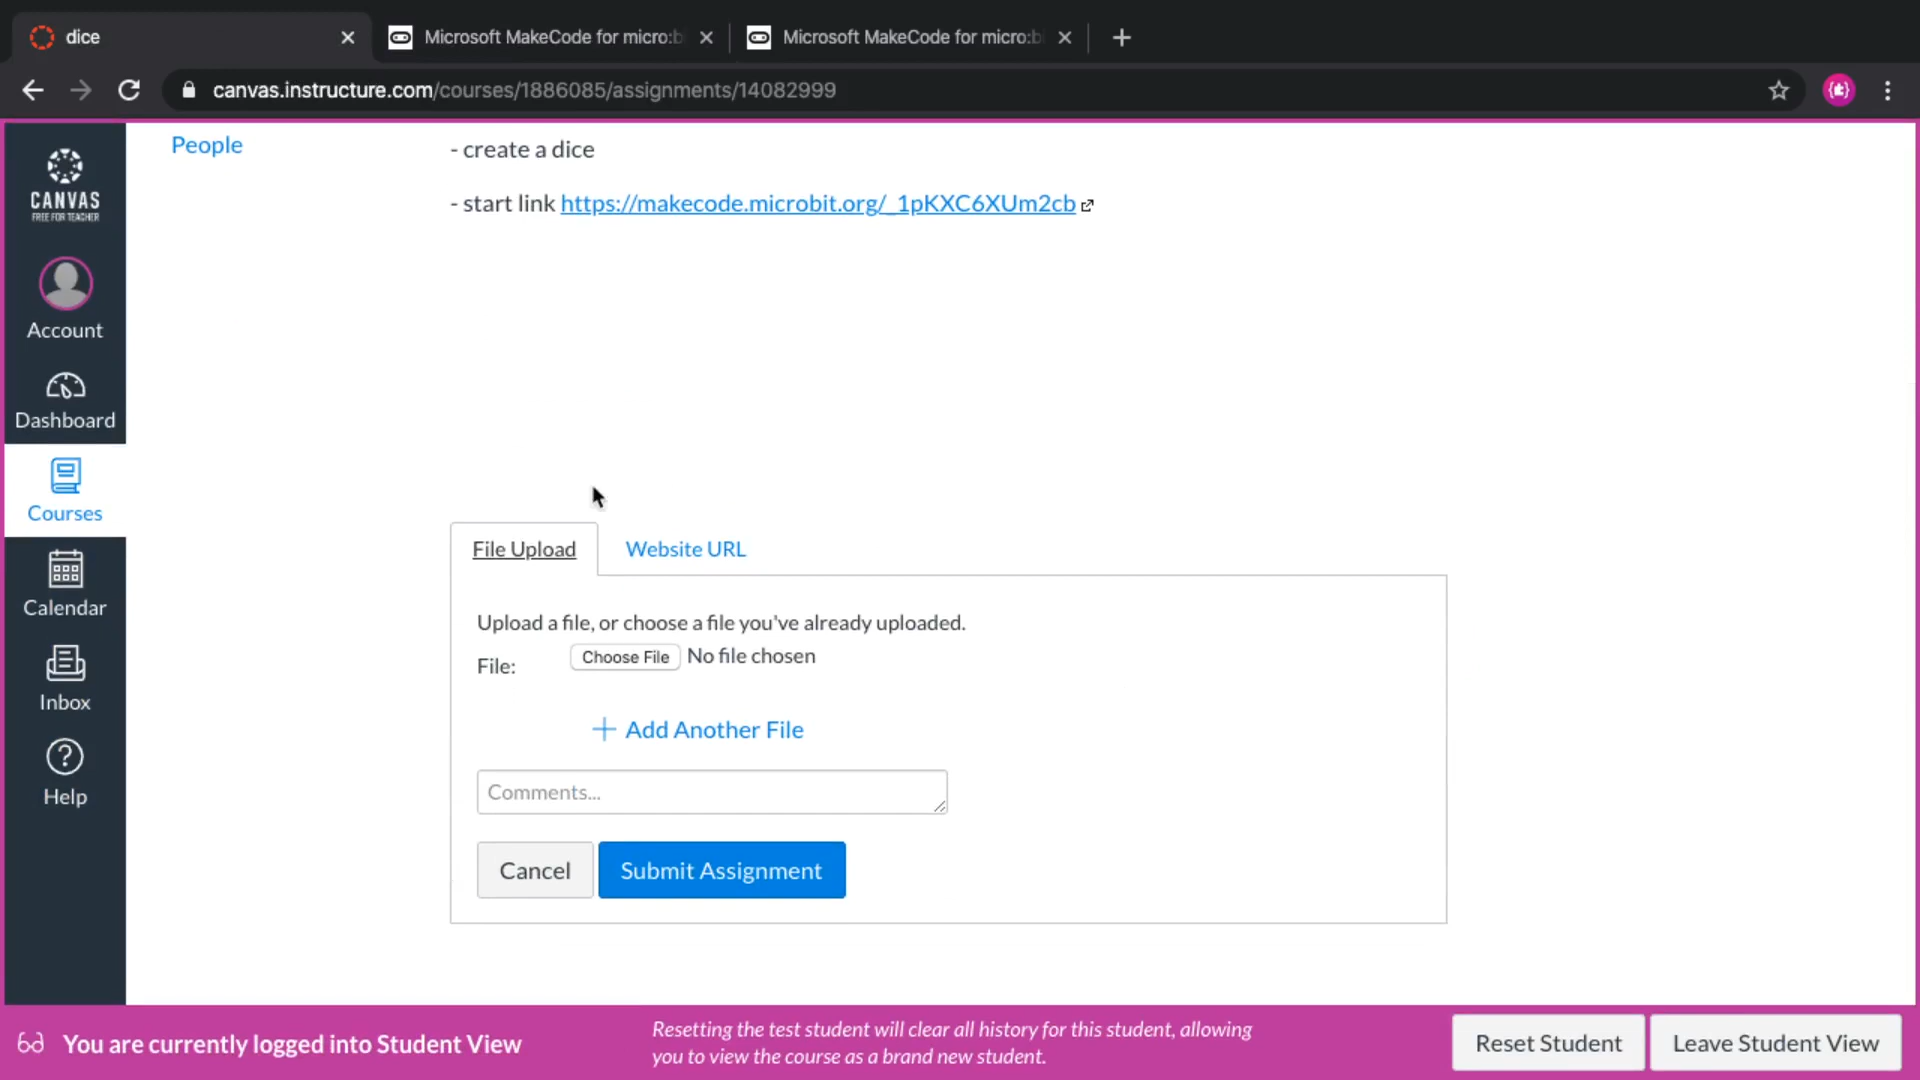 dice
Microsoft MakeCode for micro:b
Microsoft MakeCode for micro:b
canvas.instructure.com/courses/1886085/assignments/14082999
CANVAS
FREE FOR TEACHER
Account
Dashboard
Courses
Calendar
Inbox
Help
People
- create a dice
- start link https://makecode.microbit.org/_1pKXC6XUm2cb
File Upload
Website URL
Upload a file, or choose a file you've already uploaded.
File: Choose File No file chosen
Add Another File
Comments...
Cancel
Submit Assignment
You are currently logged into Student View
Resetting the test student will clear all history for this student, allowing
you to view the course as a brand new student.
Reset Student
Leave Student View